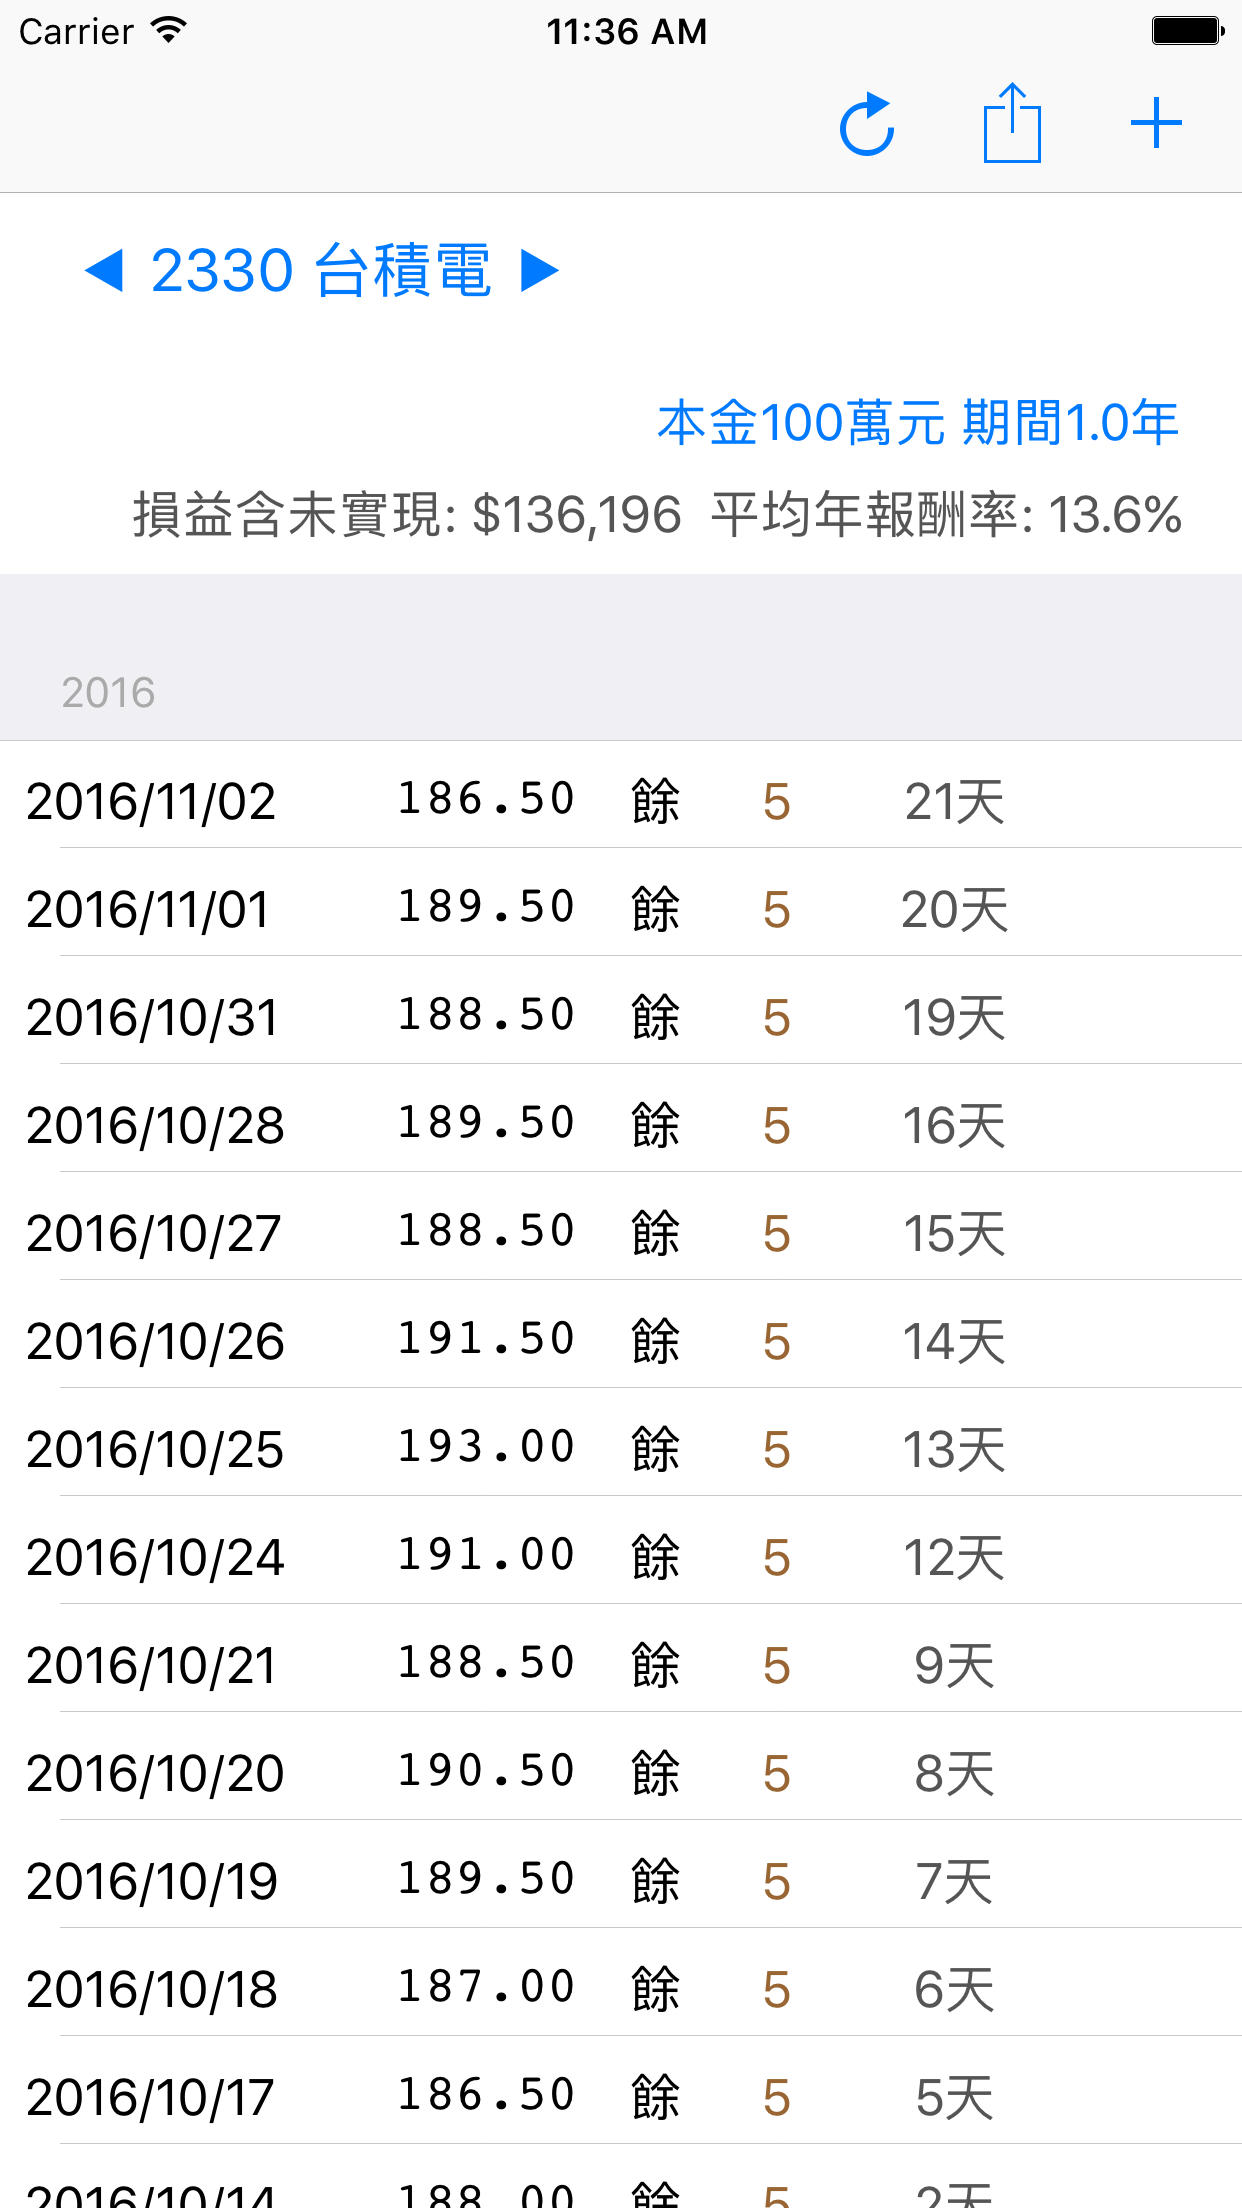 Carrier 11:36 AM
◀ 2330 台積電 ▶
本金100萬元 期間1.0年
損益含未實現: $136,196 平均年報酬率: 13.6%
2016
2016/11/02 186.50 餘 5 21天
2016/11/01 189.50 餘 5 20天
2016/10/31 188.50 餘 5 19天
2016/10/28 189.50 餘 5 16天
2016/10/27 188.50 餘 5 15天
2016/10/26 191.50 餘 5 14天
2016/10/25 193.00 餘 5 13天
2016/10/24 191.00 餘 5 12天
2016/10/21 188.50 餘 5 9天
2016/10/20 190.50 餘 5 8天
2016/10/19 189.50 餘 5 7天
2016/10/18 187.00 餘 5 6天
2016/10/17 186.50 餘 5 5天
2016/10/14 188.00 餘 5 2天